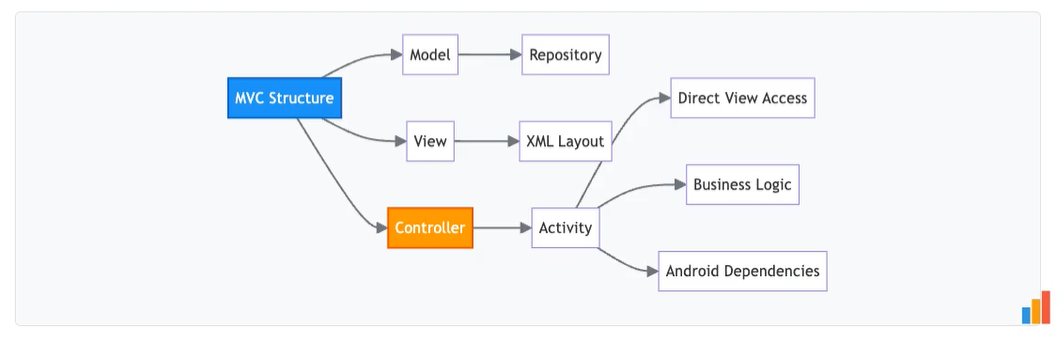 MVC Structure
Model
Repository
View
XML Layout
Controller
Activity
Direct View Access
Business Logic
Android Dependencies